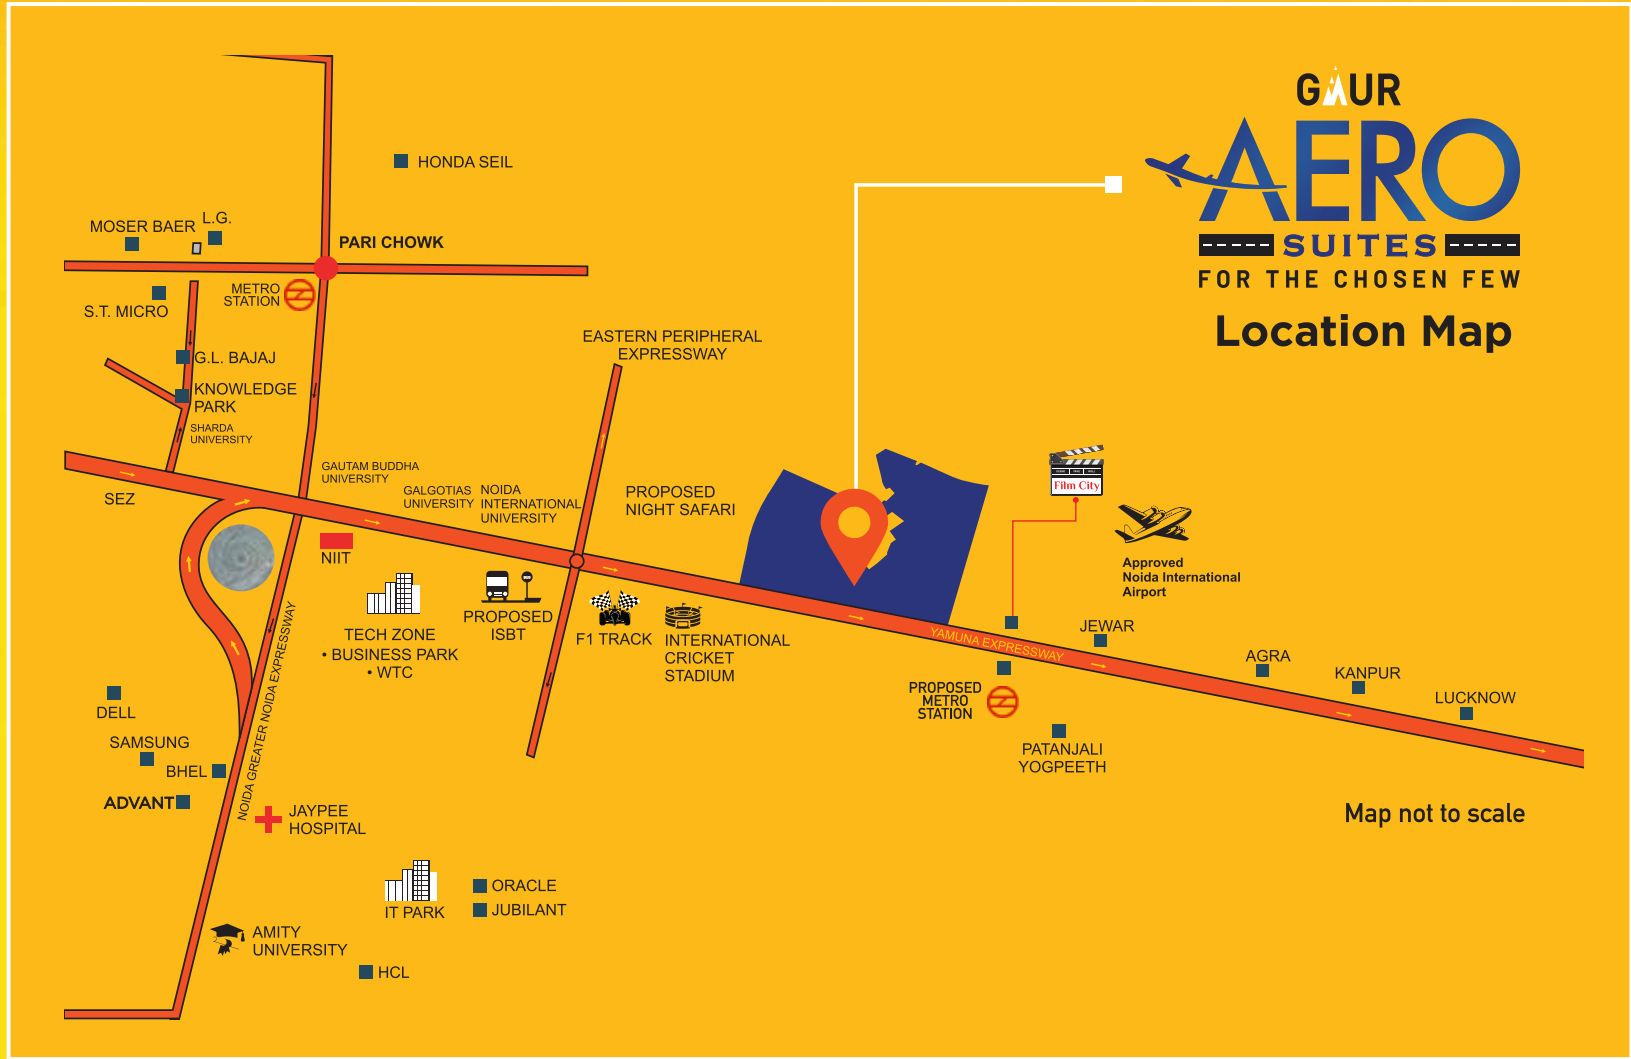 GAUR
AERO
SUITES
FOR THE CHOSEN FEW
Location Map
HONDA SEIL
MOSER BAER
L.G.
PARI CHOWK
METRO
STATION
S.T. MICRO
G.L. BAJAJ
KNOWLEDGE
PARK
SHARDA
UNIVERSITY
EASTERN PERIPHERAL
EXPRESSWAY
SEZ
GAUTAM BUDDHA
UNIVERSITY
GALGOTIAS
UNIVERSITY
NOIDA
INTERNATIONAL
UNIVERSITY
PROPOSED
NIGHT SAFARI
Film City
Approved
Noida International
Airport
NIIT
TECH ZONE
• BUSINESS PARK
• WTC
BUS
PROPOSED
ISBT
F1 TRACK
INTERNATIONAL
CRICKET
STADIUM
YAMUNA EXPRESSWAY
JEWAR
AGRA
KANPUR
LUCKNOW
PROPOSED
METRO
STATION
PATANJALI
YOGPEETH
NOIDA GREATER NOIDA EXPRESSWAY
DELL
SAMSUNG
BHEL
ADVANT
JAYPEE
HOSPITAL
Map not to scale
IT PARK
ORACLE
JUBILANT
AMITY
UNIVERSITY
HCL